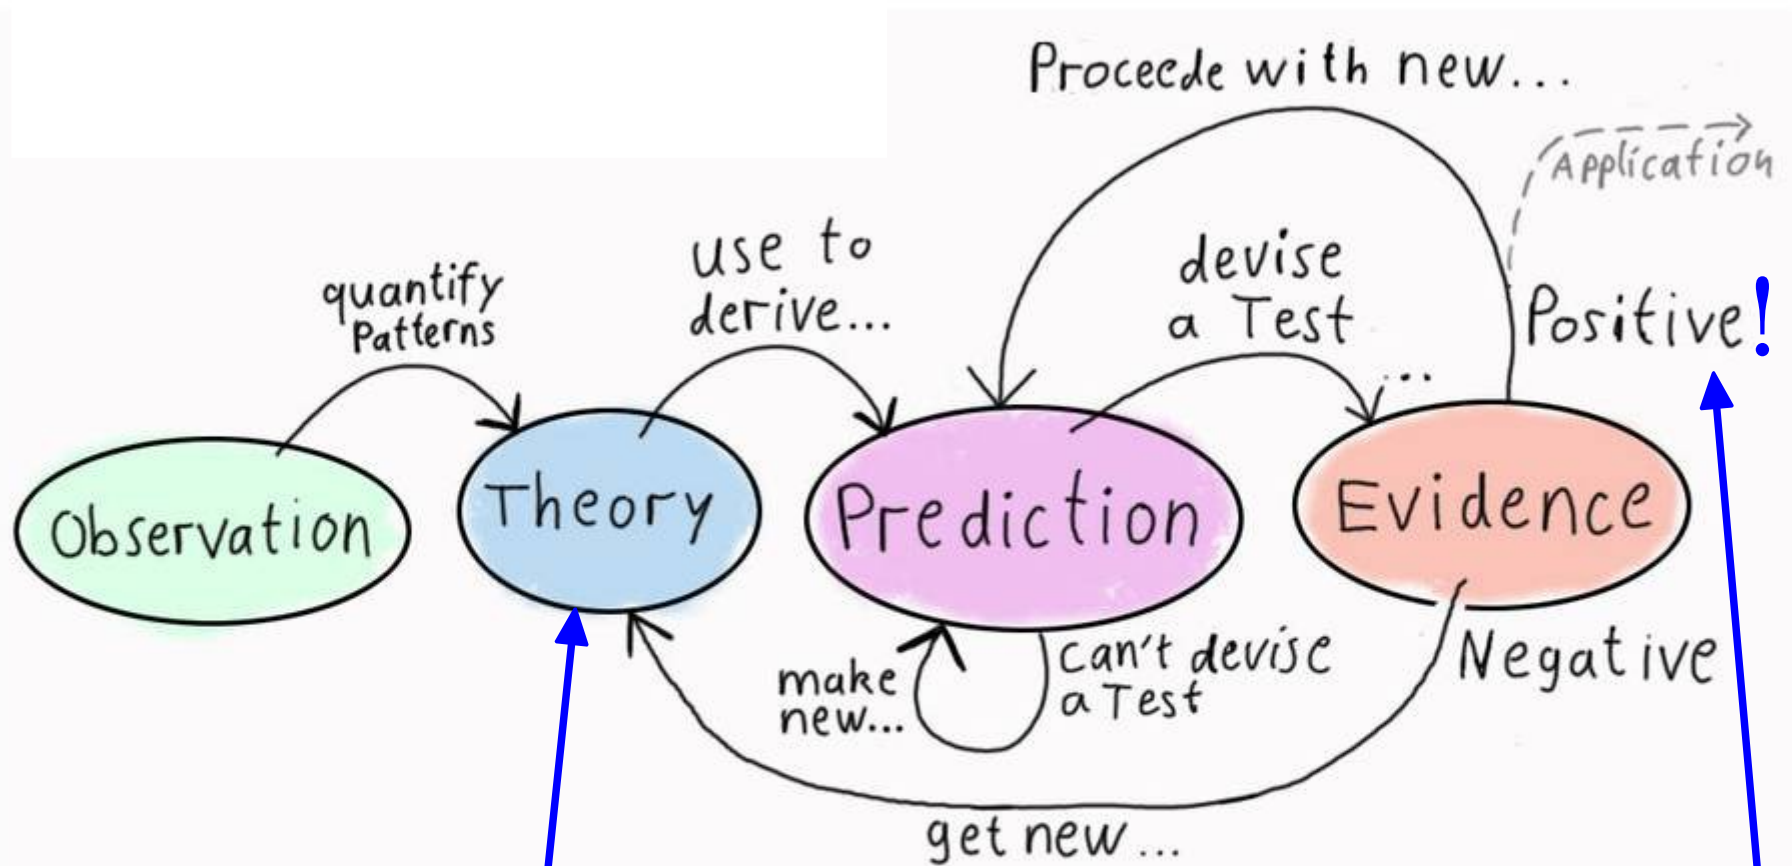 Proceede with new...
Application
use to
derive...
devise
a Test
...
quantify
Patterns
Positive!
Observation
Theory
Prediction
Evidence
make
new...
can't devise
a Test
Negative
get new...